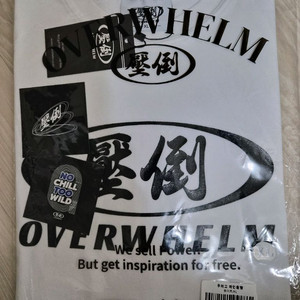 OVERWHELM
壓倒
壓倒
NO
CHILL
TOO
WILD
OVERWHELM
We sell Power.
But get inspiration for free.